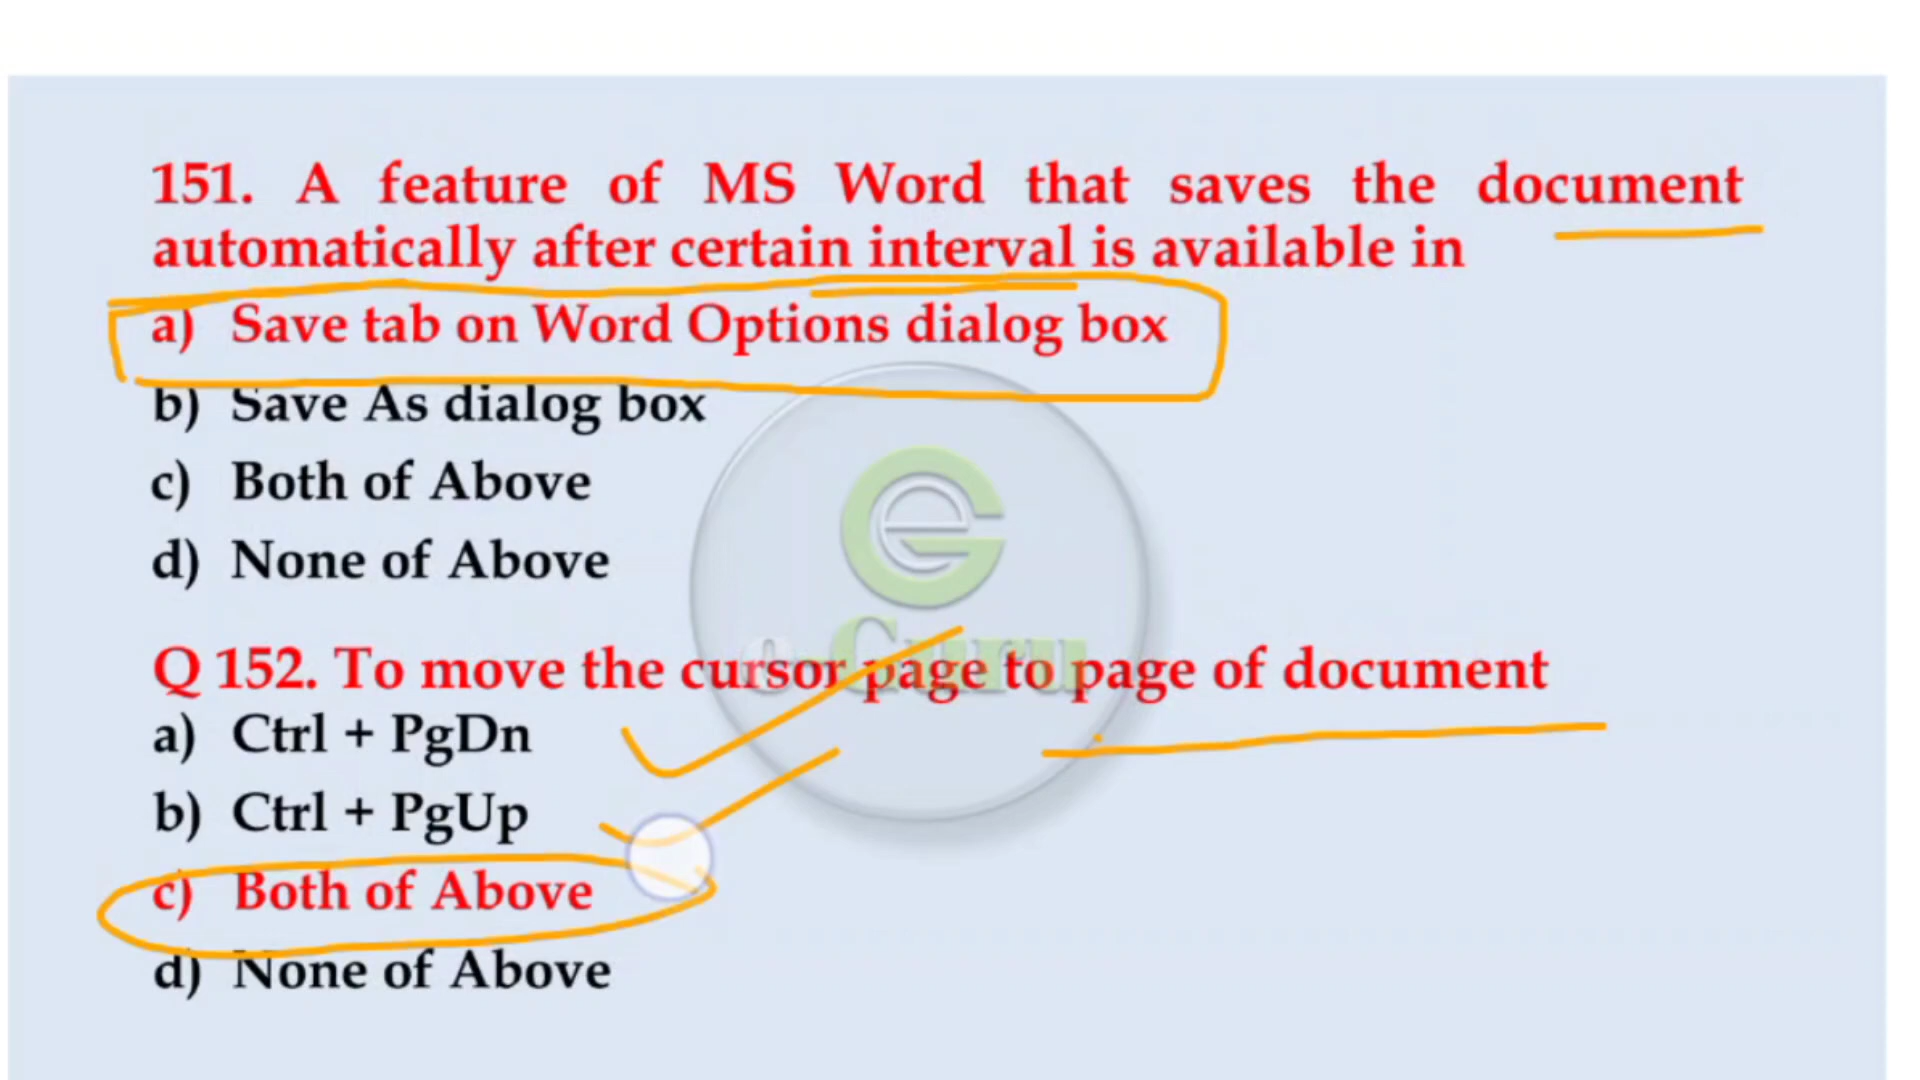 151. A feature of MS Word that saves the document
automatically after certain interval is available in
a) Save tab on Word Options dialog box
b) Save As dialog box
c) Both of Above
d) None of Above
e-Guru
Q 152. To move the cursor page to page of document
a) Ctrl + PgDn
b) Ctrl + PgUp
c) Both of Above
d) None of Above